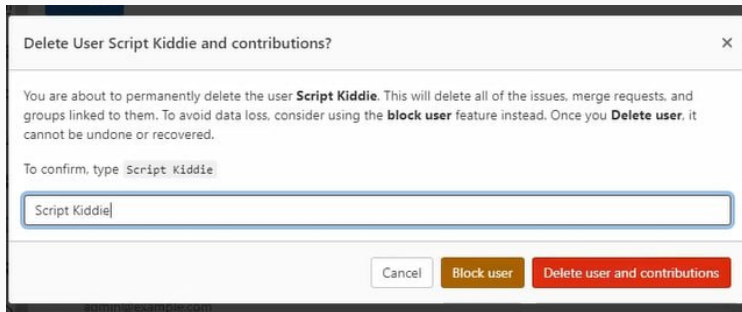 Delete User Script Kiddie and contributions?
You are about to permanently delete the user Script Kiddie. This will delete all of the issues, merge requests, and
groups linked to them. To avoid data loss, consider using the block user feature instead. Once you Delete user, it
cannot be undone or recovered.
To confirm, type Script Kiddie
Script Kiddie
Cancel Block user Delete user and contributions
admin@example.com